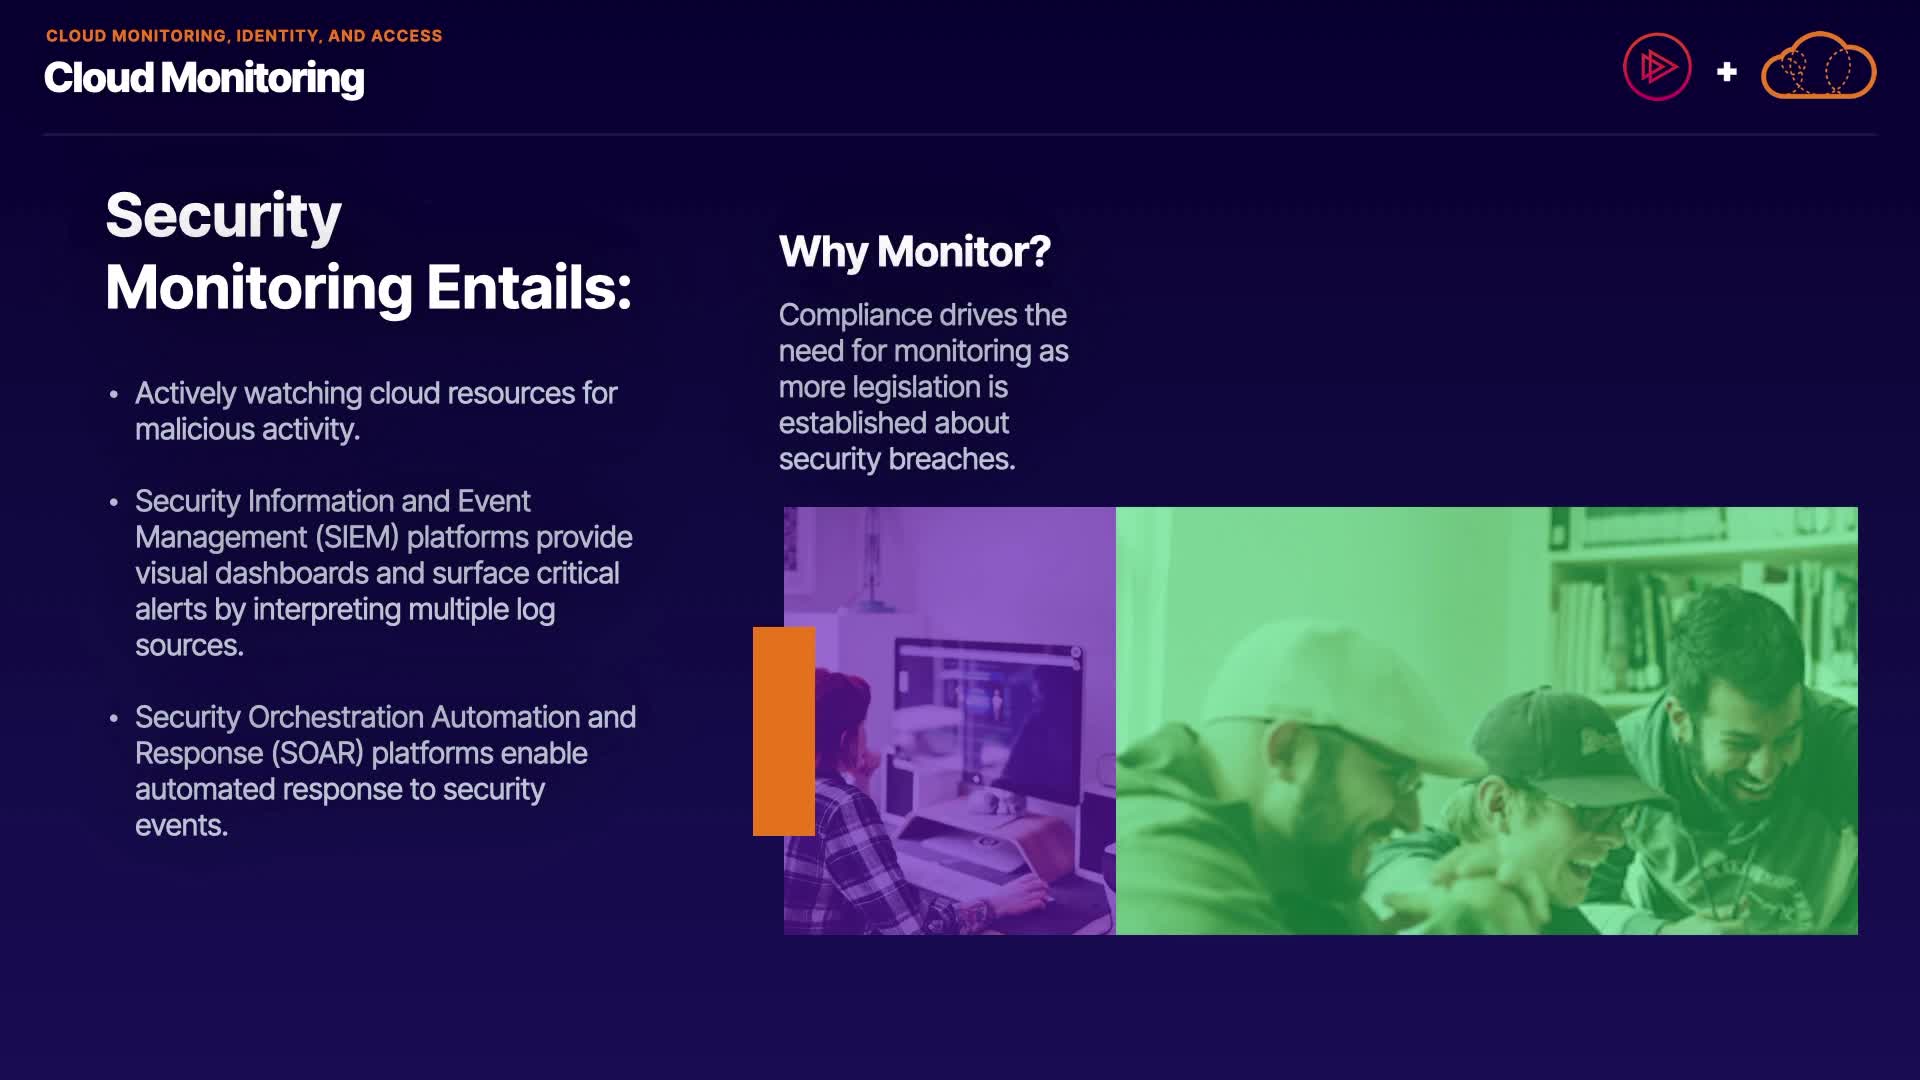 CLOUD MONITORING, IDENTITY, AND ACCESS
Cloud Monitoring
Security
Monitoring Entails:
• Actively watching cloud resources for
malicious activity.
• Security Information and Event
Management (SIEM) platforms provide
visual dashboards and surface critical
alerts by interpreting multiple log
sources.
• Security Orchestration Automation and
Response (SOAR) platforms enable
automated response to security
events.
Why Monitor?
Compliance drives the
need for monitoring as
more legislation is
established about
security breaches.